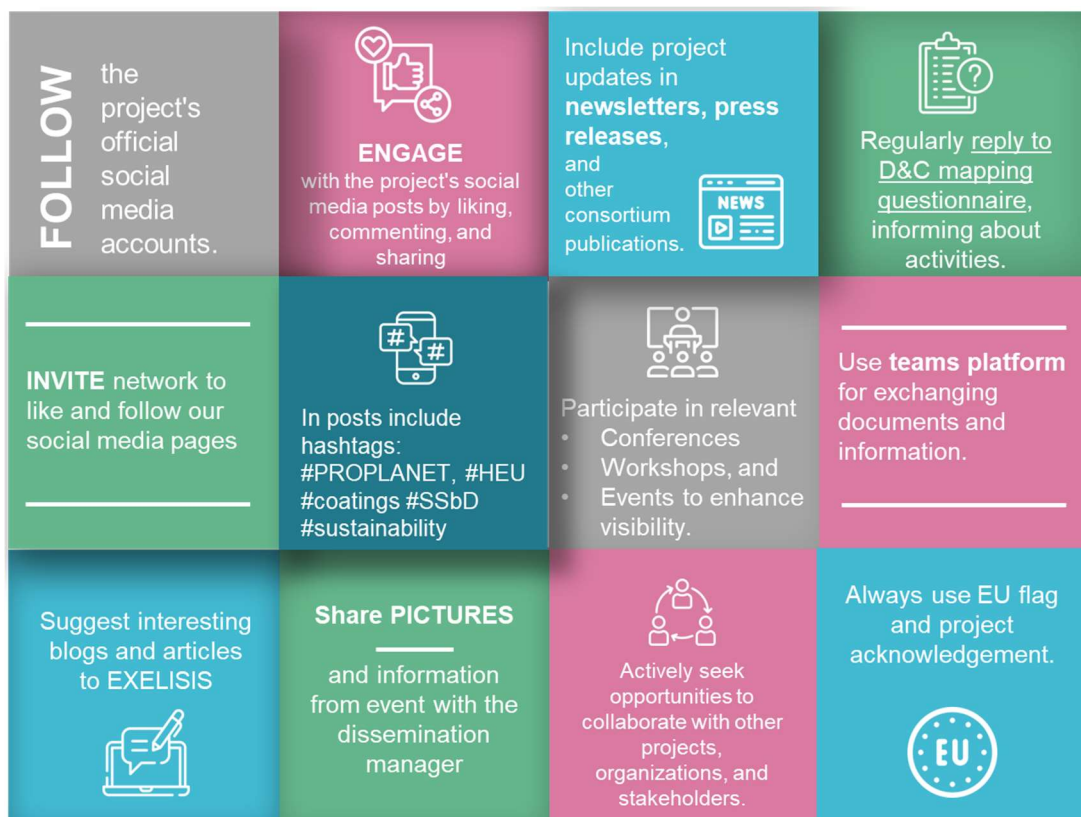 FOLLOW
the
project's
official
social
media
accounts.
ENGAGE
with the project's social
media posts by liking,
commenting, and
sharing
Include project
updates in
newsletters, press
releases,
and
other
consortium
publications.
NEWS
Regularly reply to
D&C mapping
questionnaire,
informing about
activities.
INVITE network to
like and follow our
social media pages
In posts include
hashtags:
#PROPLANET, #HEU
#coatings #SSbD
#sustainability
Participate in relevant
• Conferences
• Workshops, and
• Events to enhance
visibility.
Use teams platform
for exchanging
documents and
information.
Suggest interesting
blogs and articles
to EXELISIS
Share PICTURES
and information
from event with the
dissemination
manager
Actively seek
opportunities to
collaborate with other
projects,
organizations, and
stakeholders.
Always use EU flag
and project
acknowledgement.
EU